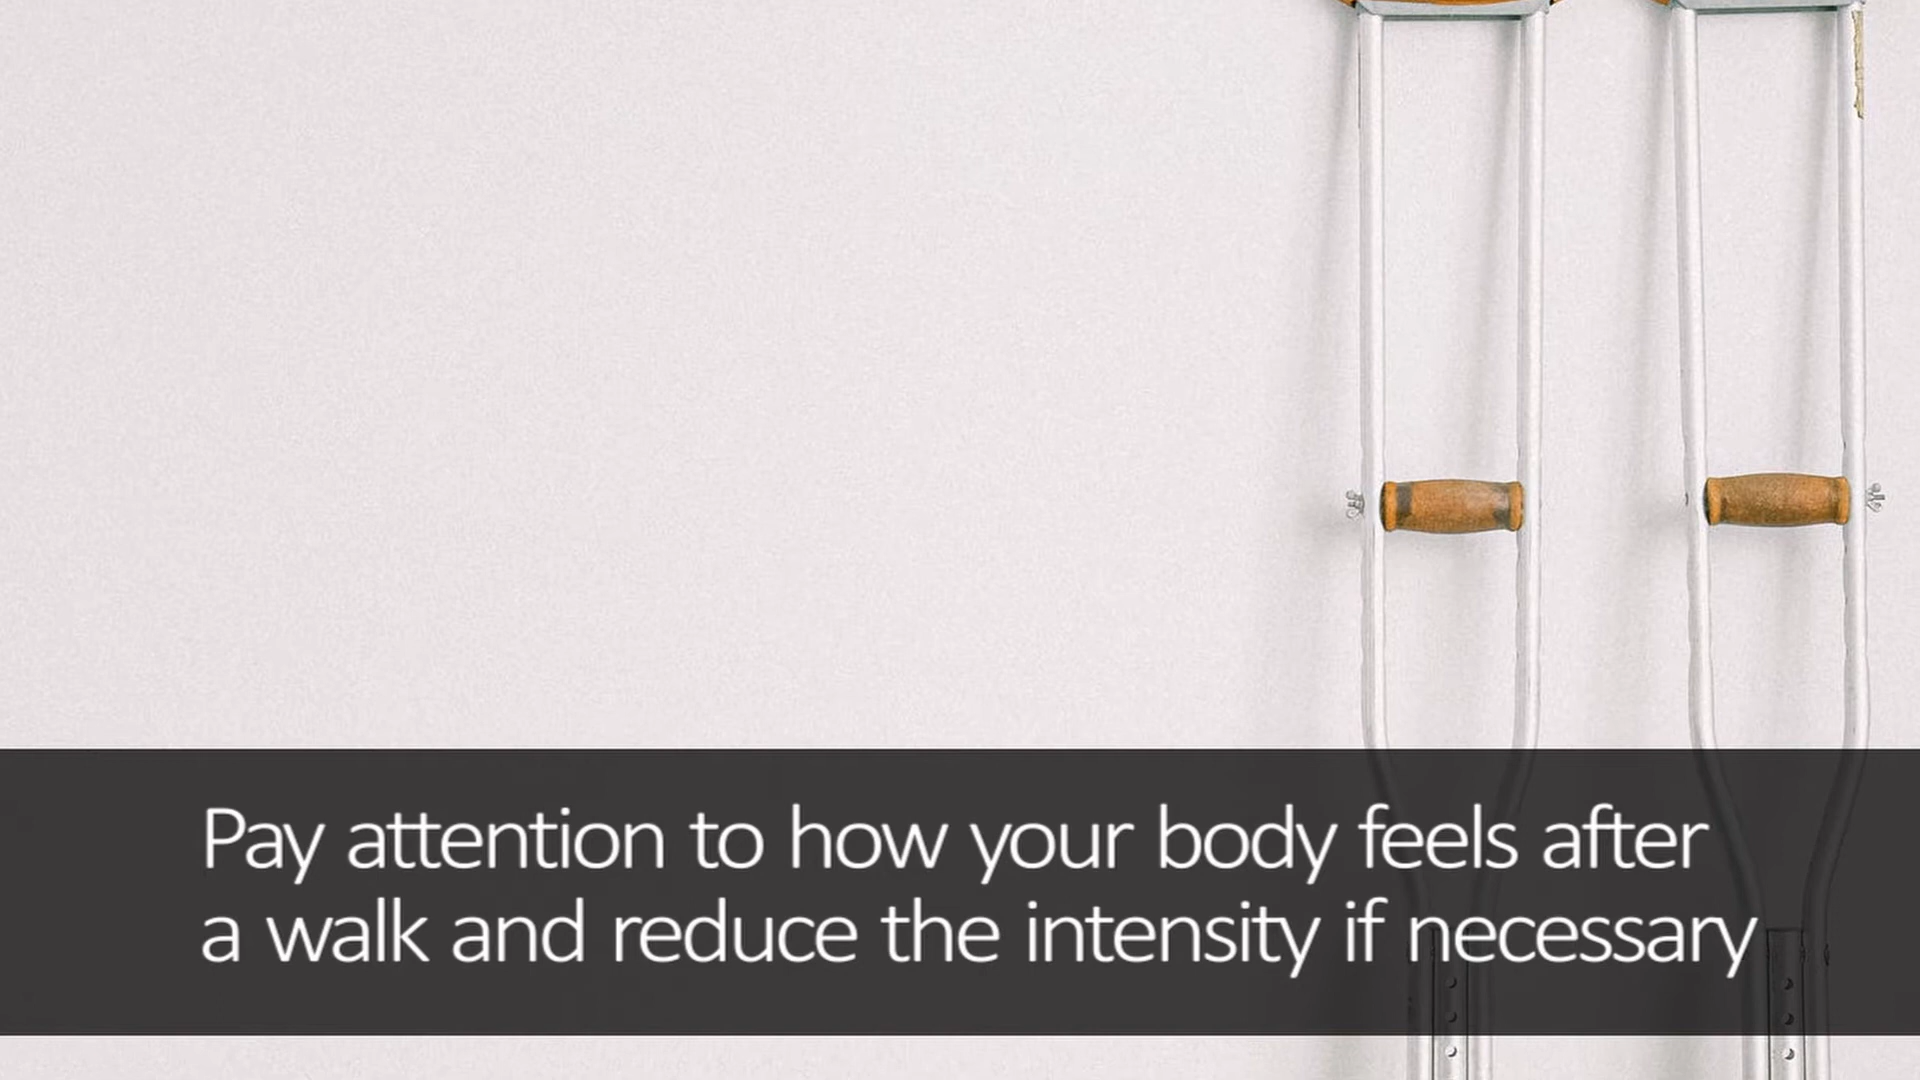 Pay attention to how your body feels after
a walk and reduce the intensity if necessary